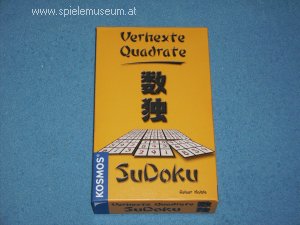 www.spielemuseum.at
Verhexte
Quadrate
数
独
SuDoku
KOSMOS
Verhexte Quadrate
SuDoku